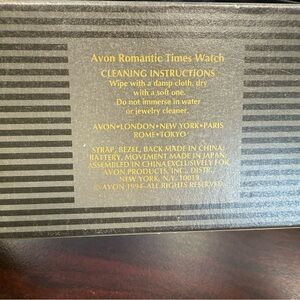 Avon Romantic Times Watch
CLEANING INSTRUCTIONS
Wipe with a damp cloth, dry
with a soft one.
Do not immerse in water
or jewelry cleaner.
AVON•LONDON•NEW YORK•PARIS
ROME•TOKYO
STRAP, BEZEL, BACK MADE IN CHINA;
BATTERY, MOVEMENT MADE IN JAPAN.
ASSEMBLED IN CHINA EXCLUSIVELY FOR
AVON PRODUCTS, INC., DISTR.
NEW YORK, N.Y. 10019
© AVON 1994-ALL RIGHTS RESERVED